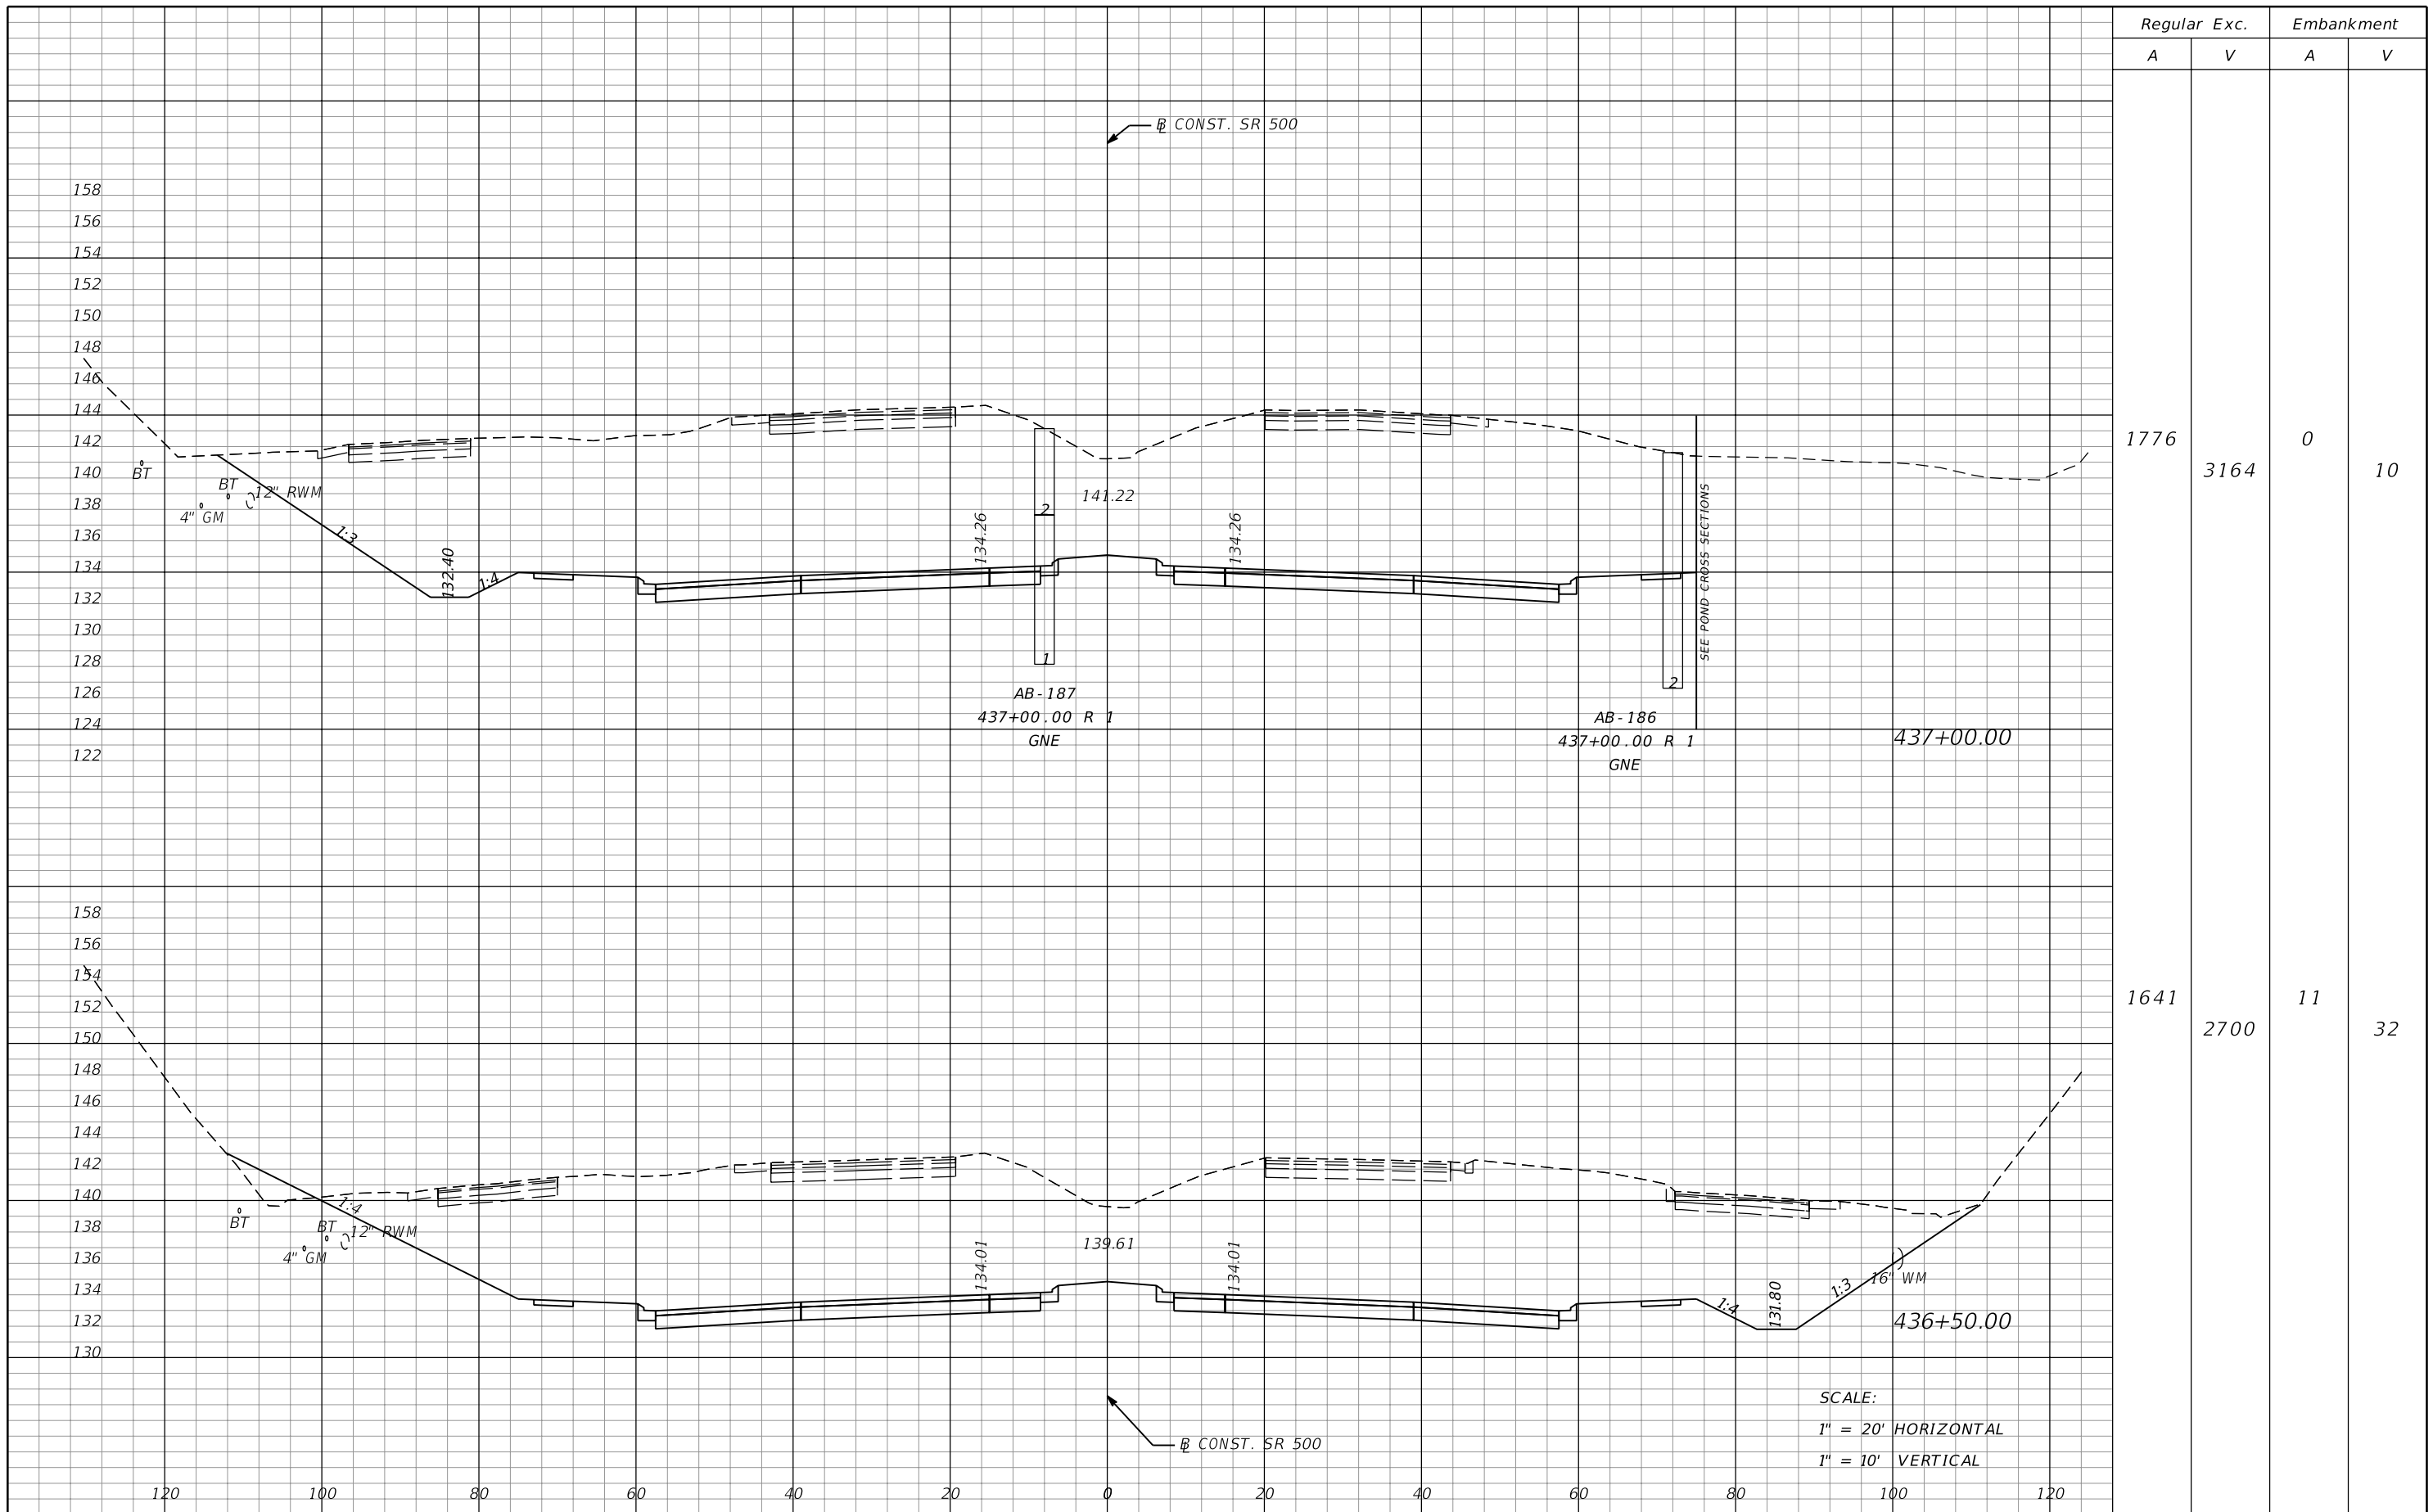 Regular Exc. Embankment
A V A V
℄ CONST. SR 500
158
156
154
152
150
148
146
144
142
140
138
136
134
132
130
128
126
124
122
BT
BT
12" RWM
4" GM
1:3
132.40
1:4
134.26
2
1
141.22
134.26
2
SEE POND CROSS SECTIONS
AB-187
437+00.00 R 1
GNE
AB-186
437+00.00 R 1
GNE
437+00.00
1776 0
3164 10
158
156
154
152
150
148
146
144
142
140
138
136
134
132
130
BT
BT
12" RWM
4" GM
1:4
134.01
139.61
134.01
1:4
131.80
1:3
16" WM
436+50.00
1641 11
2700 32
℄ CONST. SR 500
SCALE:
1" = 20' HORIZONTAL
1" = 10' VERTICAL
120 100 80 60 40 20 0 20 40 60 80 100 120